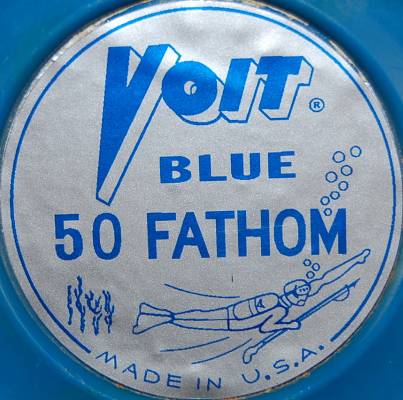 VOIT®
BLUE
50 FATHOM
MADE IN U.S.A.